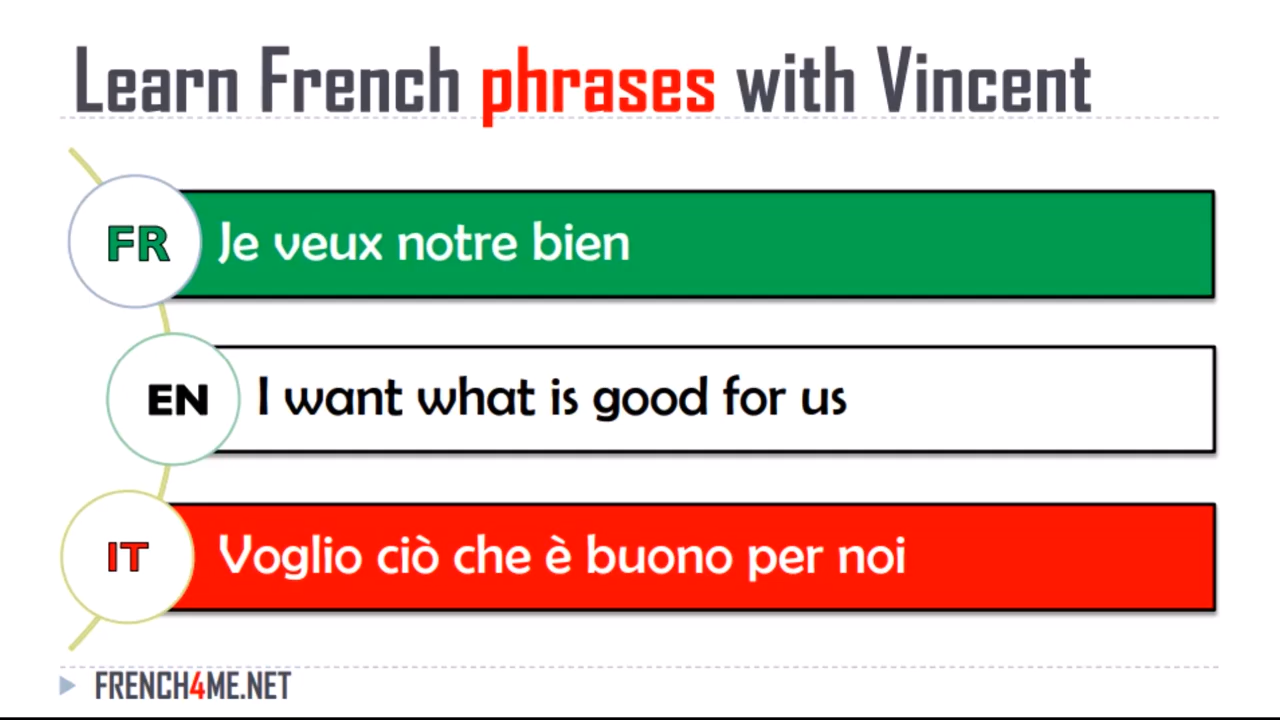 Learn French phrases with Vincent
FR
Je veux notre bien
EN
I want what is good for us
IT
Voglio ciò che è buono per noi
FRENCH4ME.NET